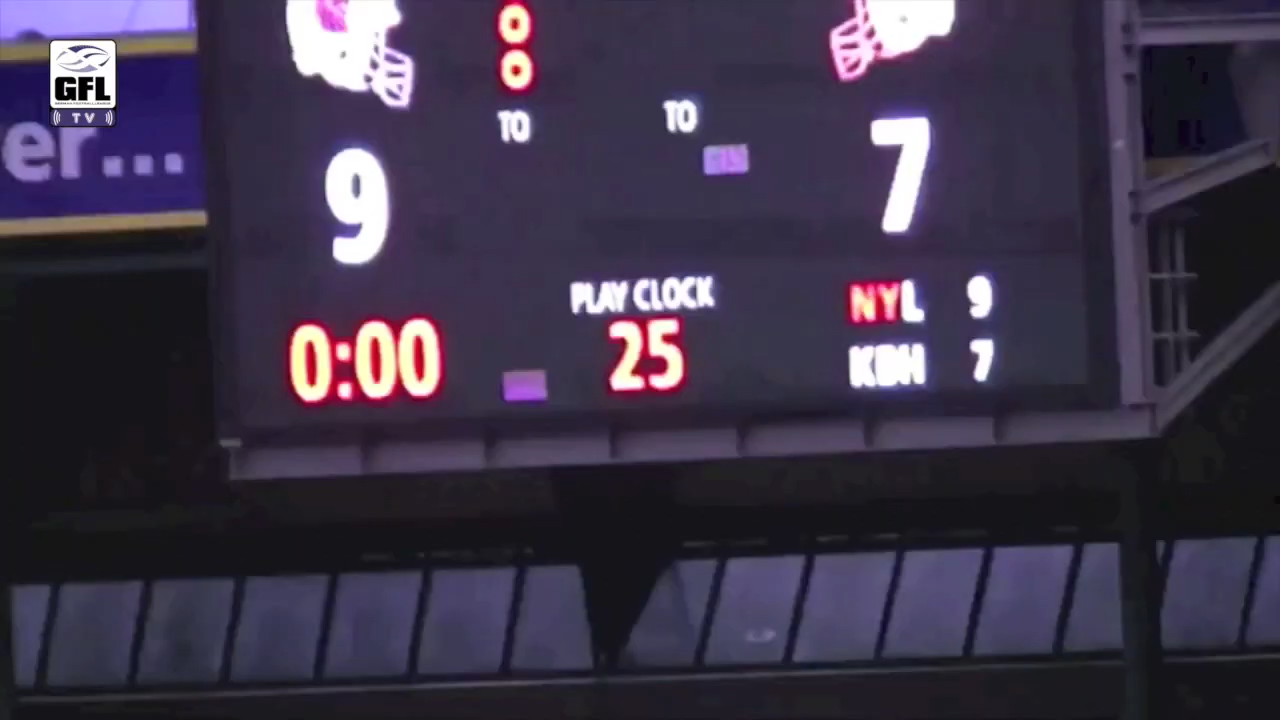 GFL
TV
er...
TO
TO
9
7
PLAY CLOCK
0:00
25
NYL 9
KBH 7